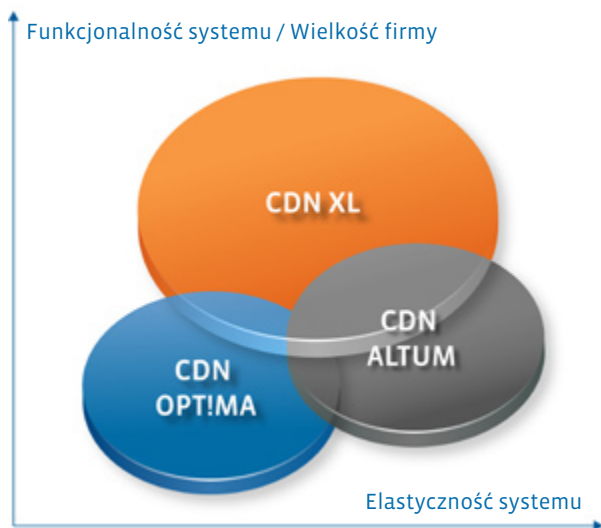 Funkcjonalność systemu / Wielkość firmy
CDN XL
CDN
ALTUM
CDN
OPT!MA
Elastyczność systemu